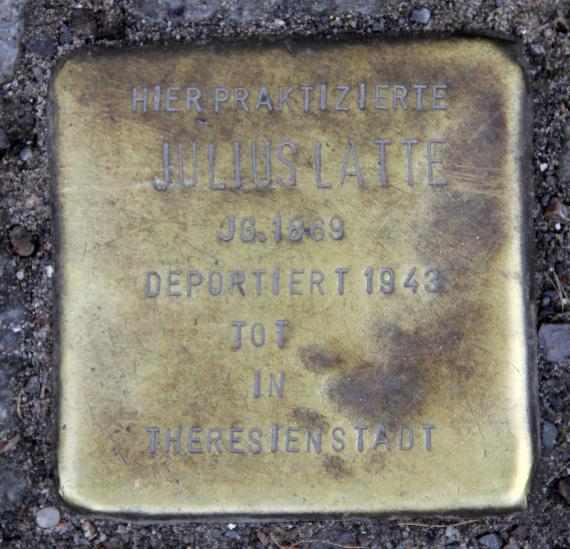 HIER PRAKTIZIERTE
JULIUS LATTE
JG. 1869
DEPORTIERT 1943
TOT
IN
THERESIENSTADT